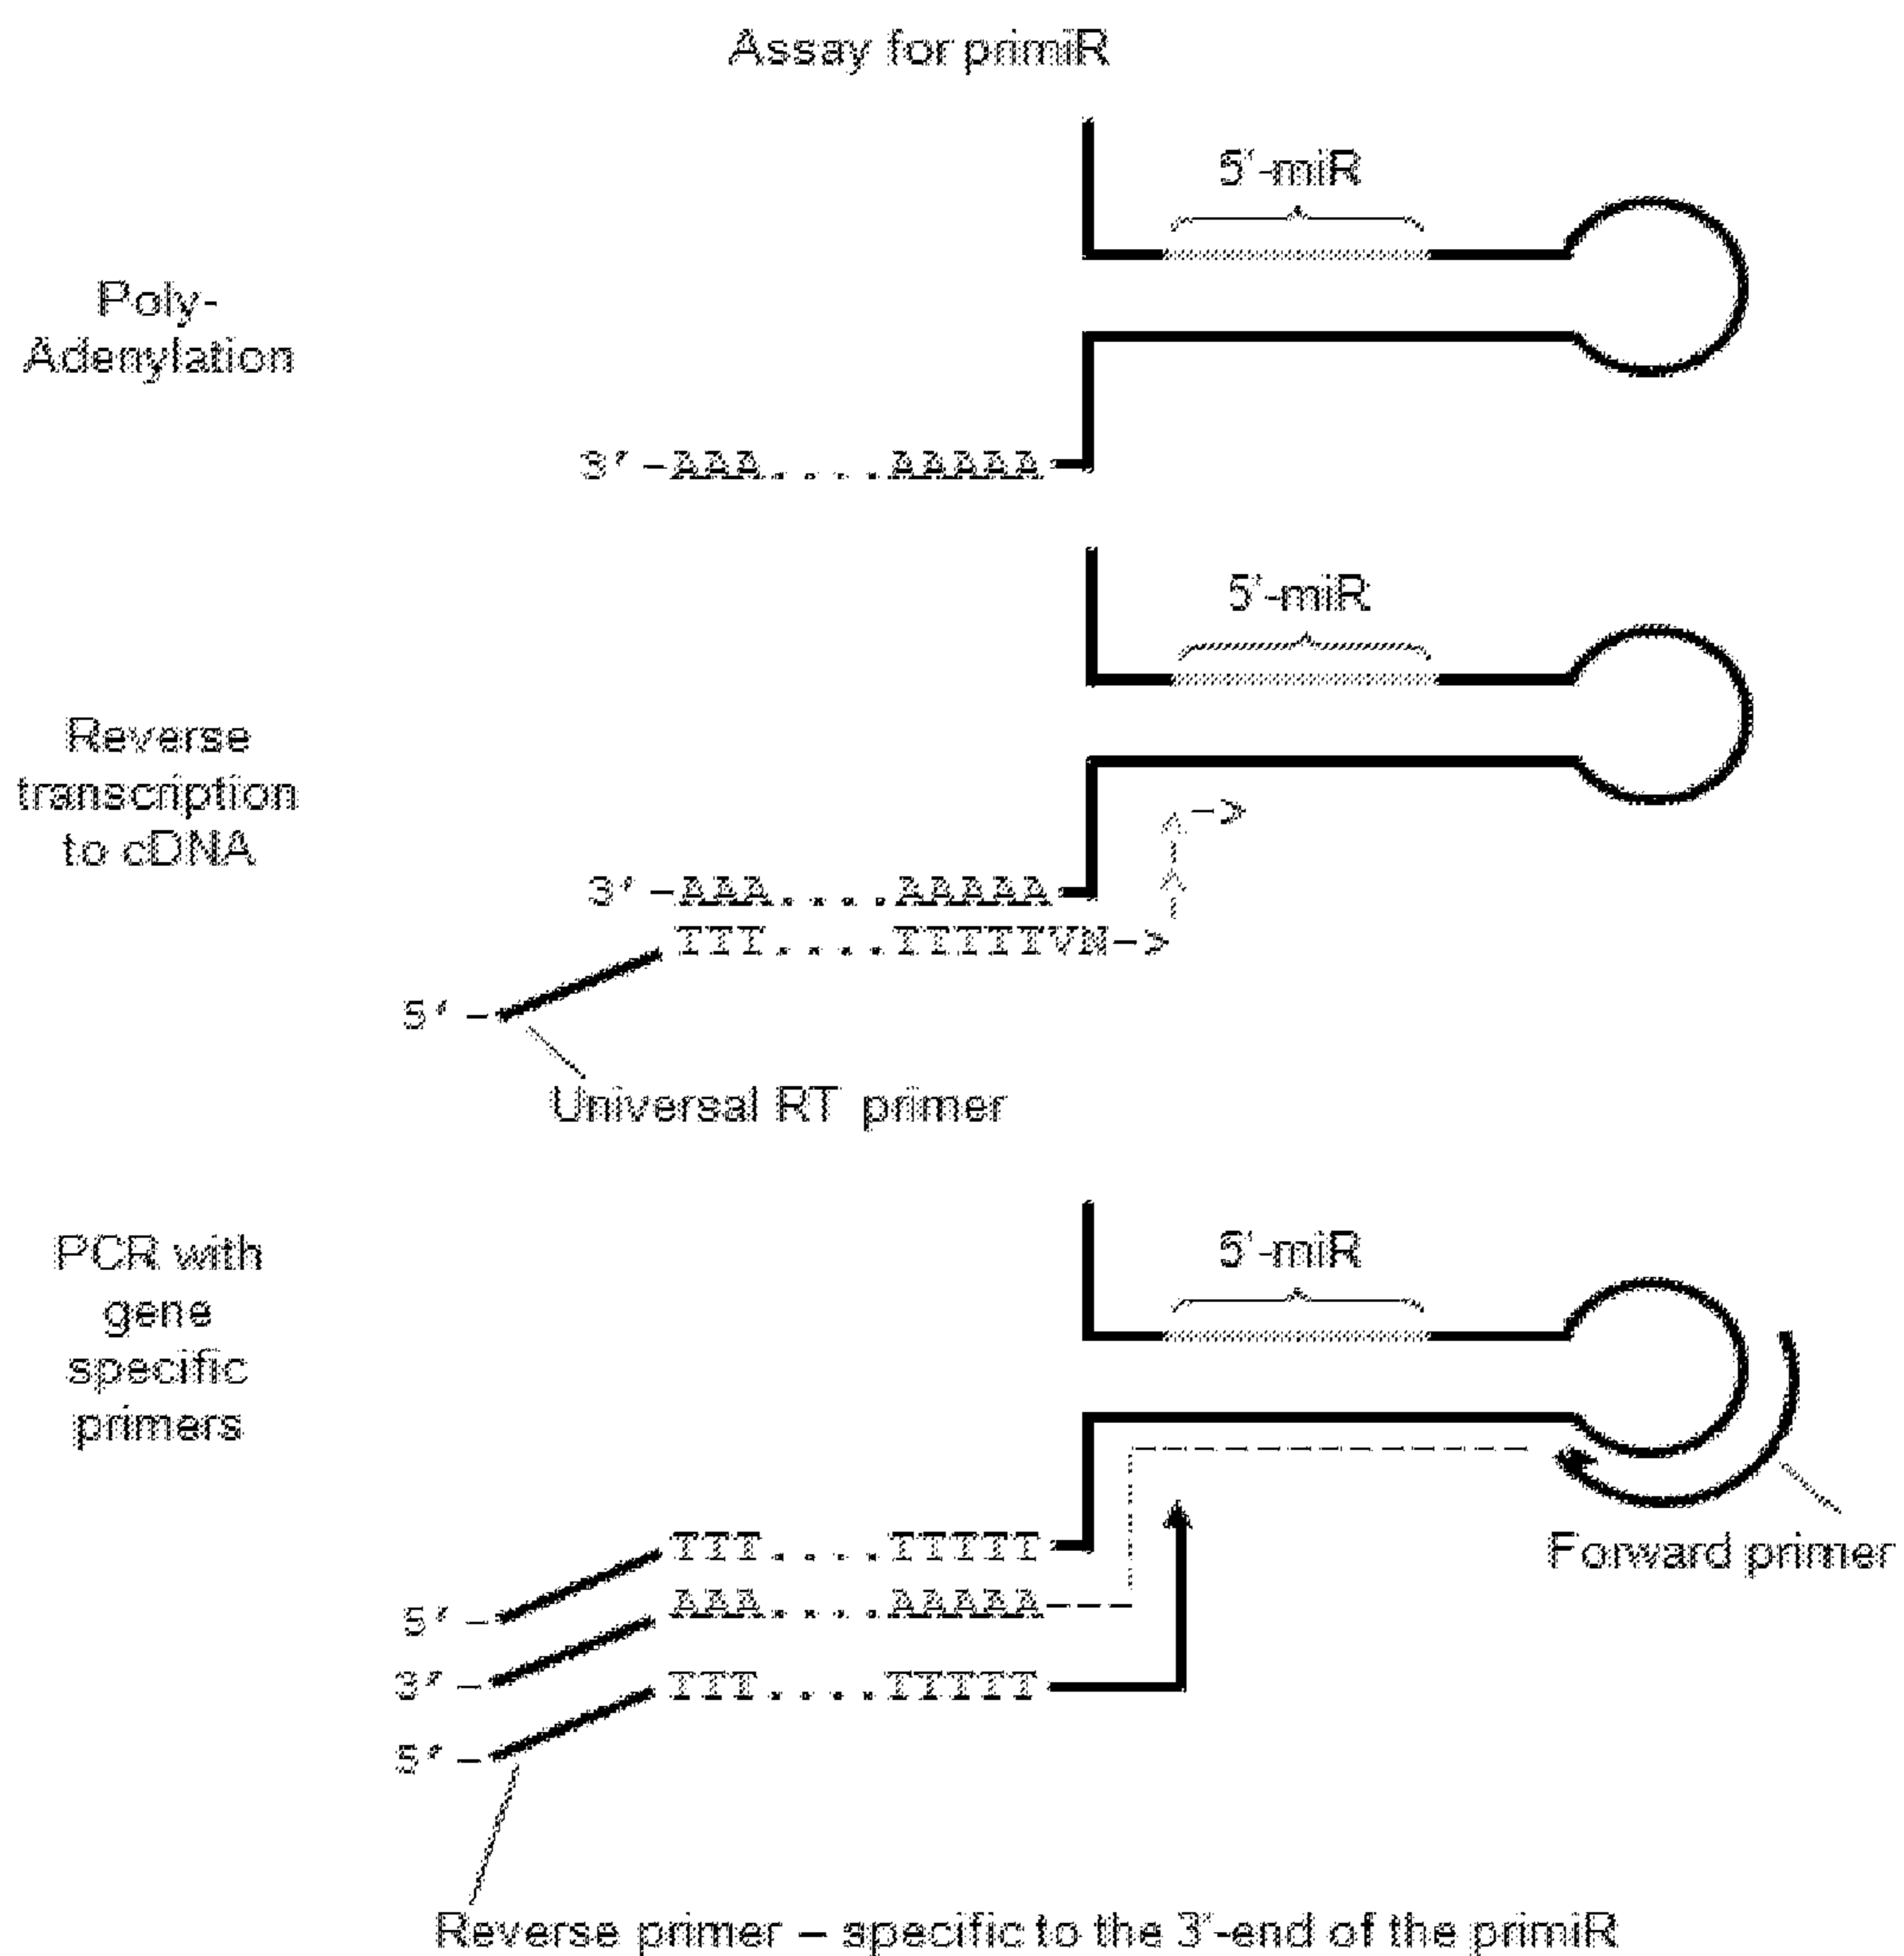 Assay for primiR
5'-miR
Poly-
Adenylation
3'-AAA....AAAAA
5'-miR
Reverse
transcription
to cDNA
3'-AAA....AAAAA
TTT....TTTTTVN->
->
5'-
Universal RT primer
PCR with
gene
specific
primers
5'-miR
Forward primer
TTT....TTTTT
5'-
AAA....AAAAA---
3'-
TTT....TTTTT
5'-
Reverse primer – specific to the 3'-end of the primiR